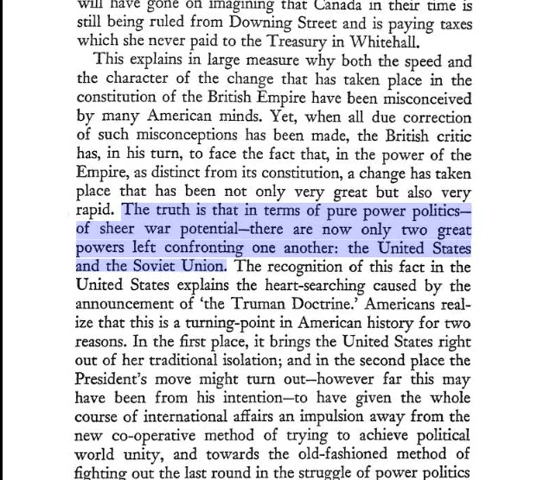 will have gone on imagining that Canada in their time is
still being ruled from Downing Street and is paying taxes
which she never paid to the Treasury in Whitehall.
This explains in large measure why both the speed and
the character of the change that has taken place in the
constitution of the British Empire have been misconceived
by many American minds. Yet, when all due correction
of such misconceptions has been made, the British critic
has, in his turn, to face the fact that, in the power of the
Empire, as distinct from its constitution, a change has taken
place that has been not only very great but also very
rapid. The truth is that in terms of pure power politics—
of sheer war potential—there are now only two great
powers left confronting one another: the United States
and the Soviet Union. The recognition of this fact in the
United States explains the heart-searching caused by the
announcement of ‘the Truman Doctrine.’ Americans real-
ize that this is a turning-point in American history for two
reasons. In the first place, it brings the United States right
out of her traditional isolation; and in the second place the
President’s move might turn out—however far this may
have been from his intention—to have given the whole
course of international affairs an impulsion away from the
new co-operative method of trying to achieve political
world unity, and towards the old-fashioned method of
fighting out the last round in the struggle of power politics